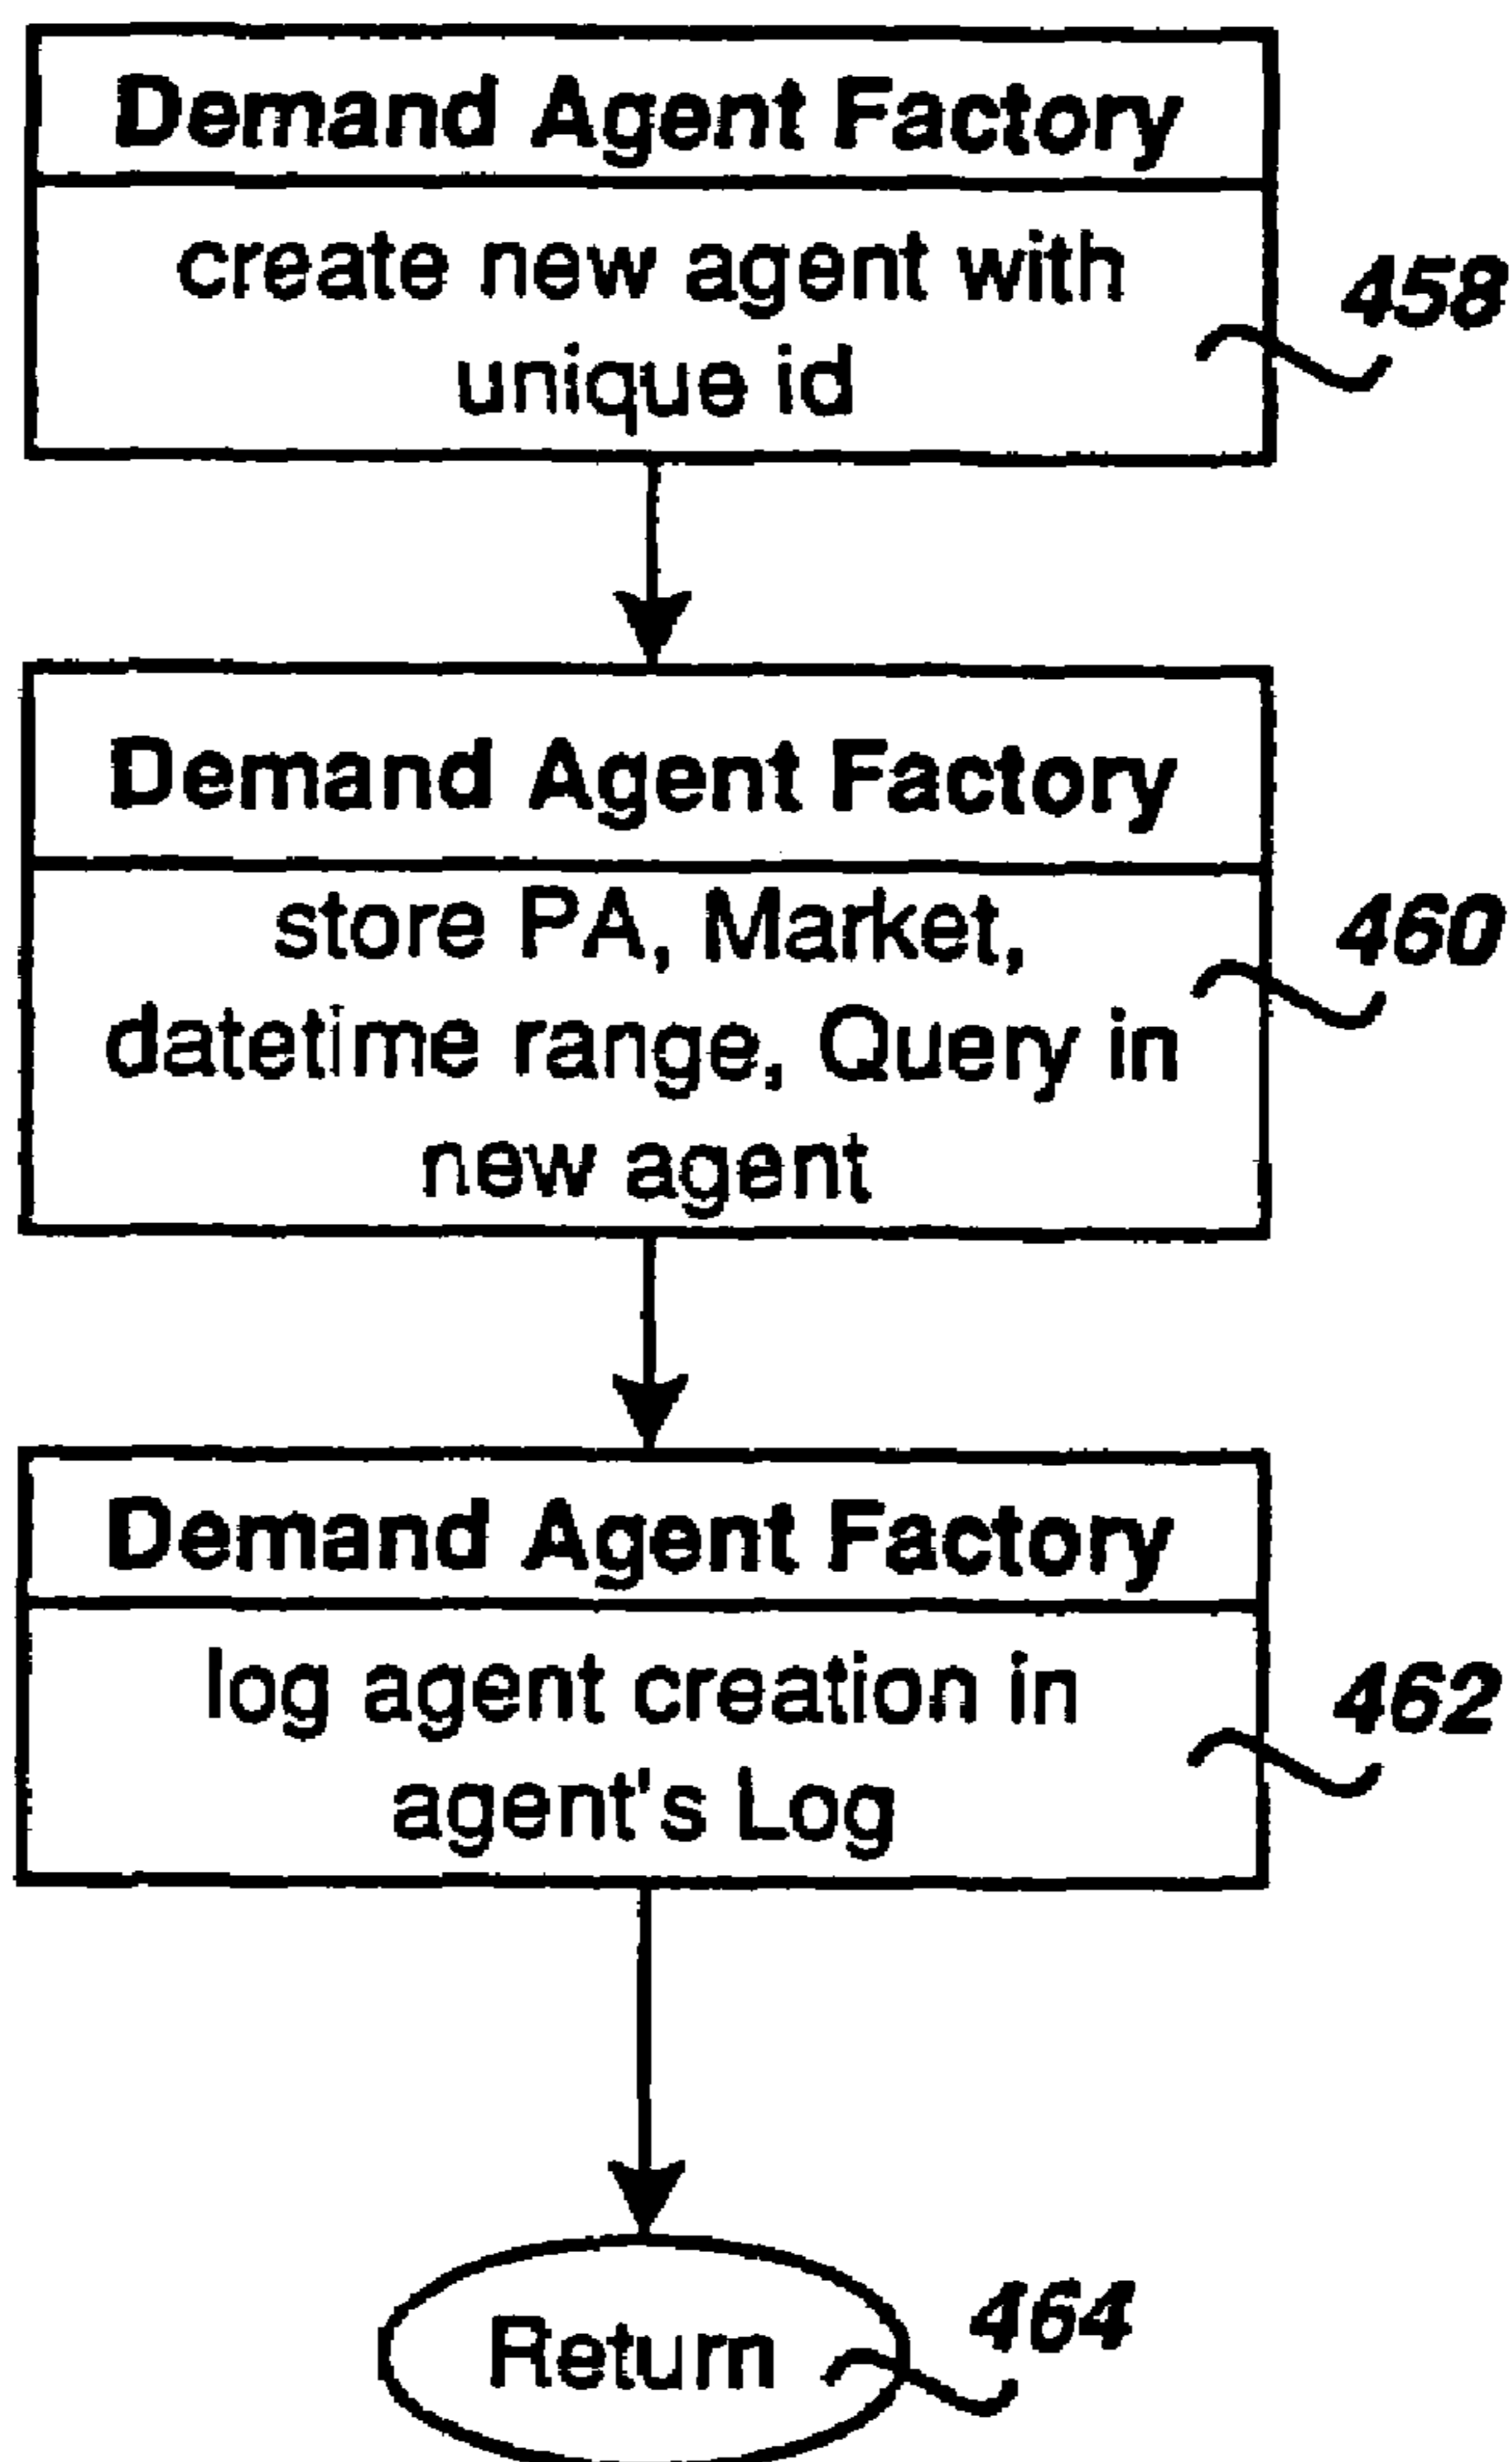 Demand Agent Factory
create new agent with
unique id
458
Demand Agent Factory
store PA, Market,
datetime range, Query in
new agent
460
Demand Agent Factory
log agent creation in
agent's Log
462
Return
464